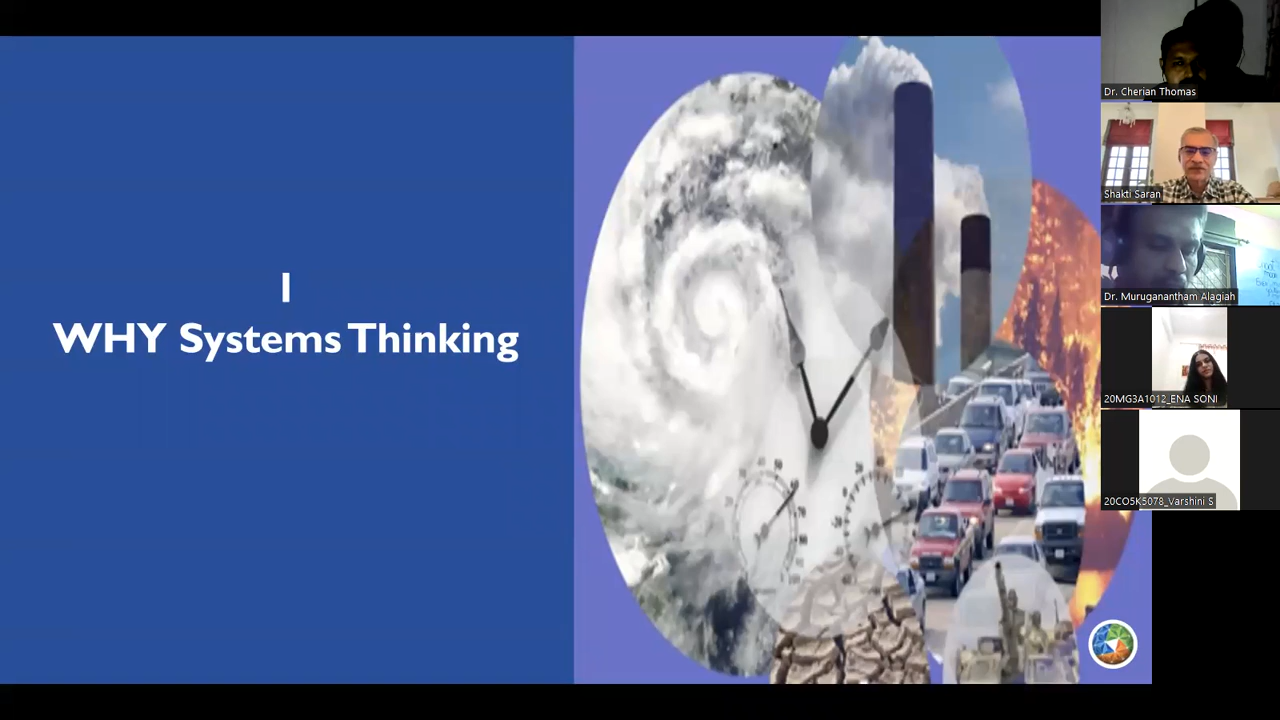 I
WHY Systems Thinking
Dr. Cherian Thomas
Shakti Saran
Dr. Muruganantham Alagiah
20MG3A1012_ENA SONI
20CO5K5078_Varshini S